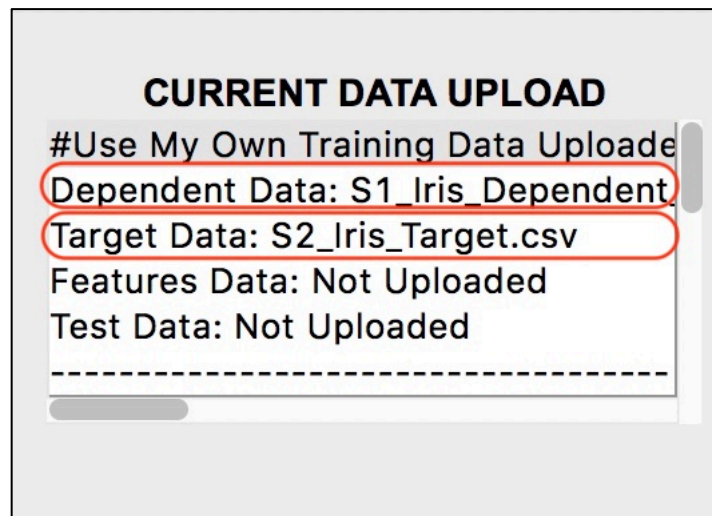 CURRENT DATA UPLOAD
#Use My Own Training Data Uploade
Dependent Data: S1_Iris_Dependent_
Target Data: S2_Iris_Target.csv
Features Data: Not Uploaded
Test Data: Not Uploaded
------------------------------------